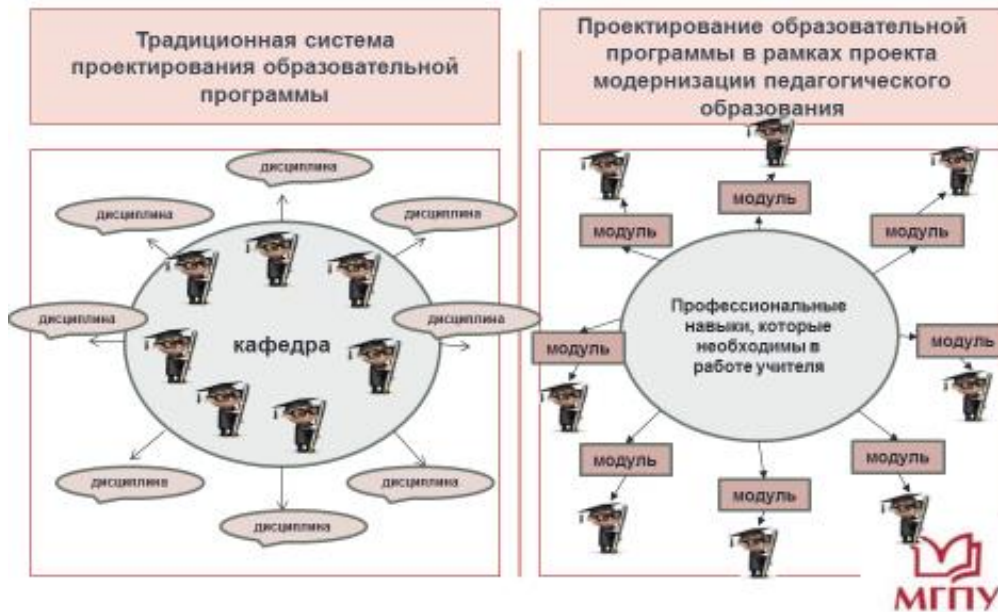 Традиционная система
проектирования образовательной
программы
Проектирование образовательной
программы в рамках проекта
модернизации педагогического
образования
дисциплина
дисциплина
дисциплина
дисциплина
дисциплина
кафедра
дисциплина
дисциплина
дисциплина
модуль
модуль
модуль
Профессиональные
навыки, которые
необходимы в
работе учителя
модуль
модуль
модуль
модуль
модуль
МГПУ